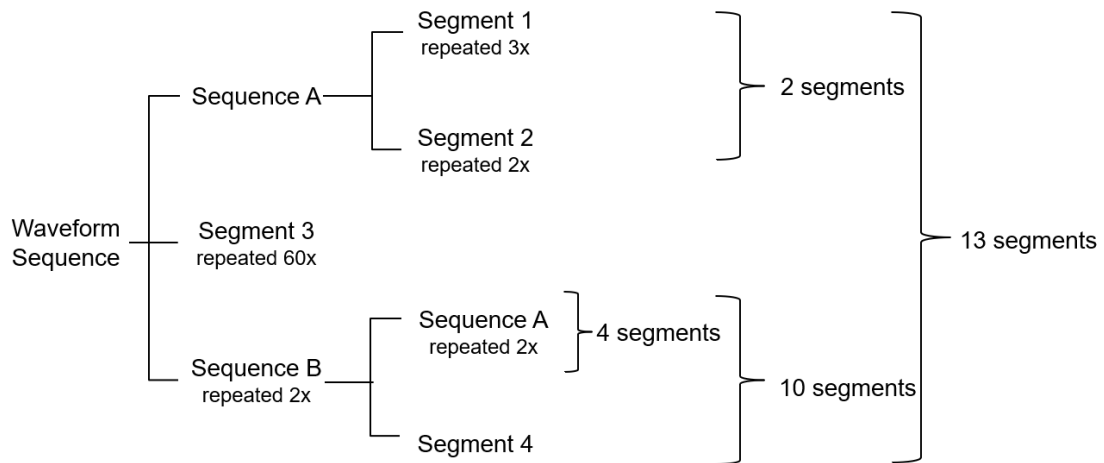 Segment 1
repeated 3x
Sequence A
2 segments
Segment 2
repeated 2x
Waveform
Sequence
Segment 3
repeated 60x
13 segments
Sequence A
repeated 2x
4 segments
Sequence B
repeated 2x
10 segments
Segment 4